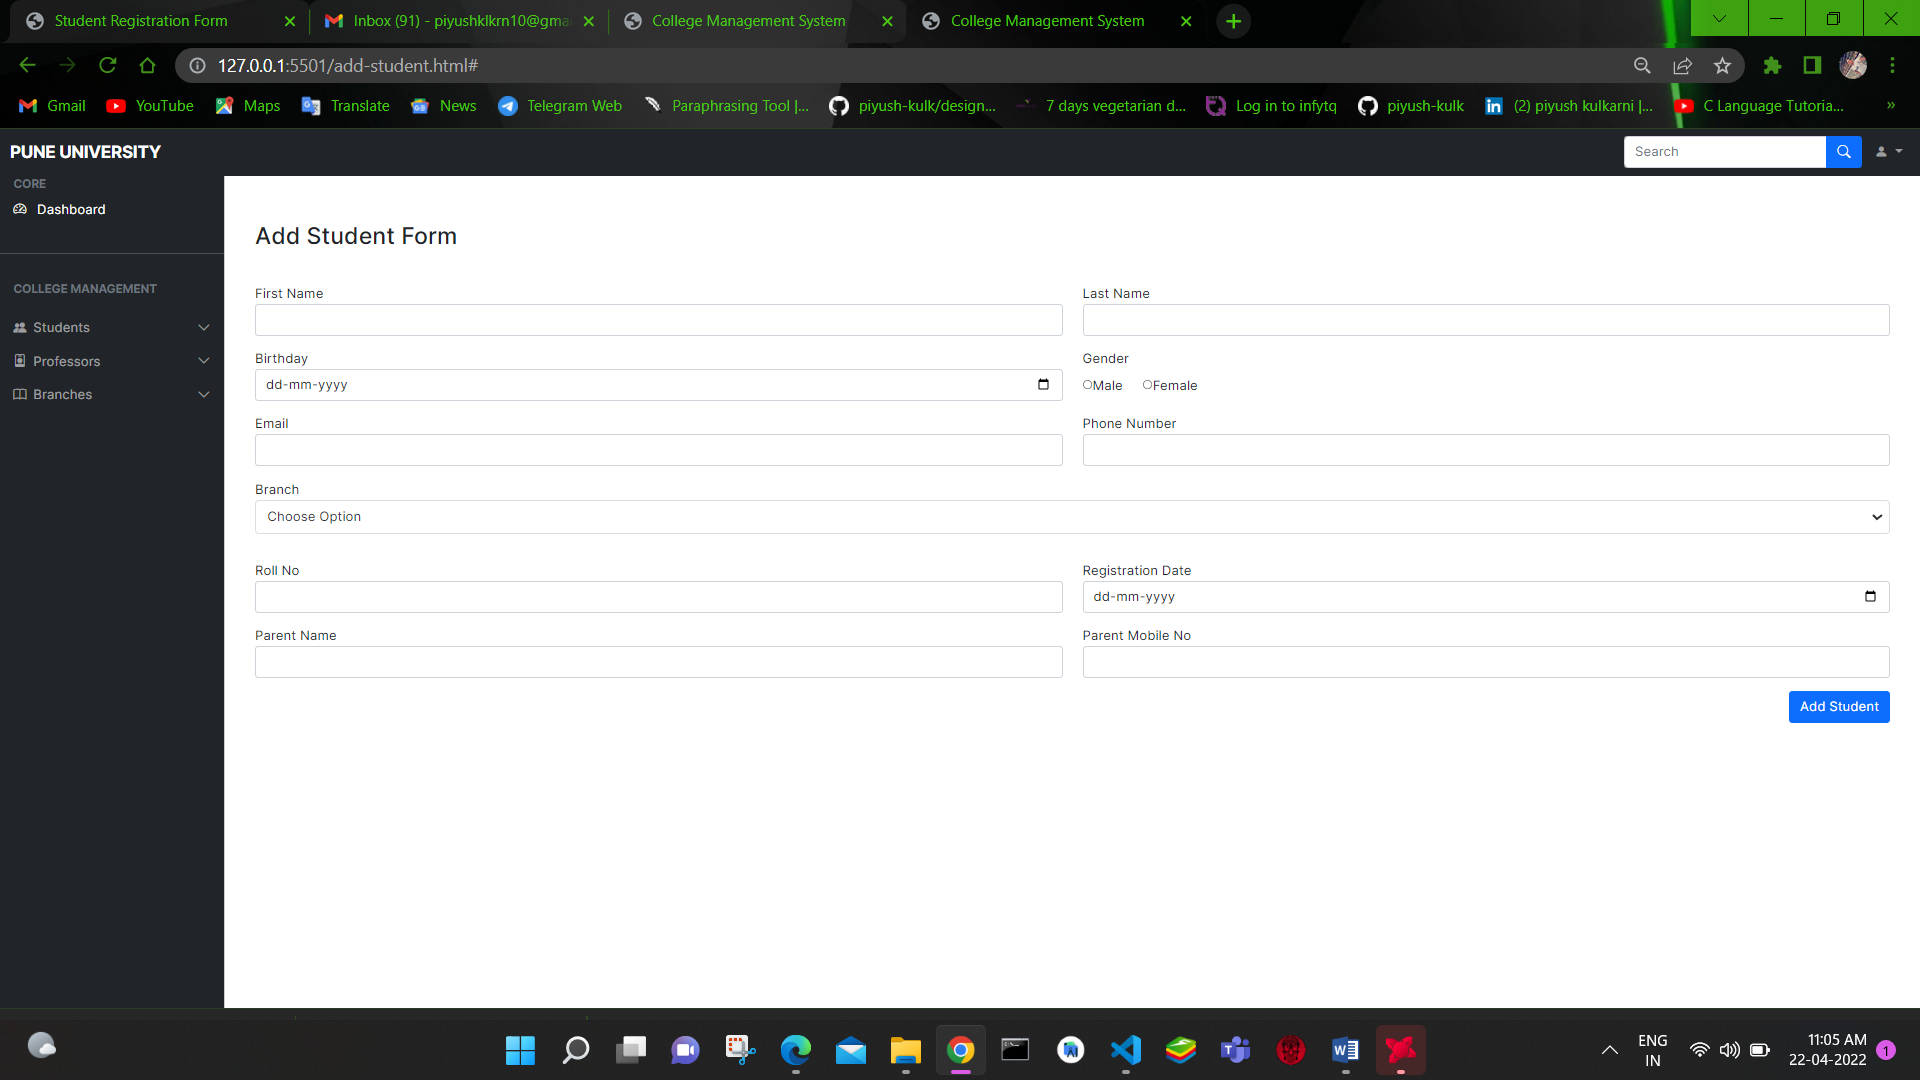 Student Registration Form
Inbox (91) - piyushklkrn10@gma
College Management System
College Management System
127.0.0.1:5501/add-student.html#
Gmail YouTube Maps Translate News Telegram Web Paraphrasing Tool |... piyush-kulk/design... 7 days vegetarian d... Log in to infytq piyush-kulk (2) piyush kulkarni |... C Language Tutoria... »
PUNE UNIVERSITY
Search
CORE
Dashboard
COLLEGE MANAGEMENT
Students
Professors
Branches
Add Student Form
First Name Last Name
Birthday Gender
dd-mm-yyyy Male Female
Email Phone Number
Branch
Choose Option
Roll No Registration Date
dd-mm-yyyy
Parent Name Parent Mobile No
Add Student
ENG
IN
11:05 AM
22-04-2022
1